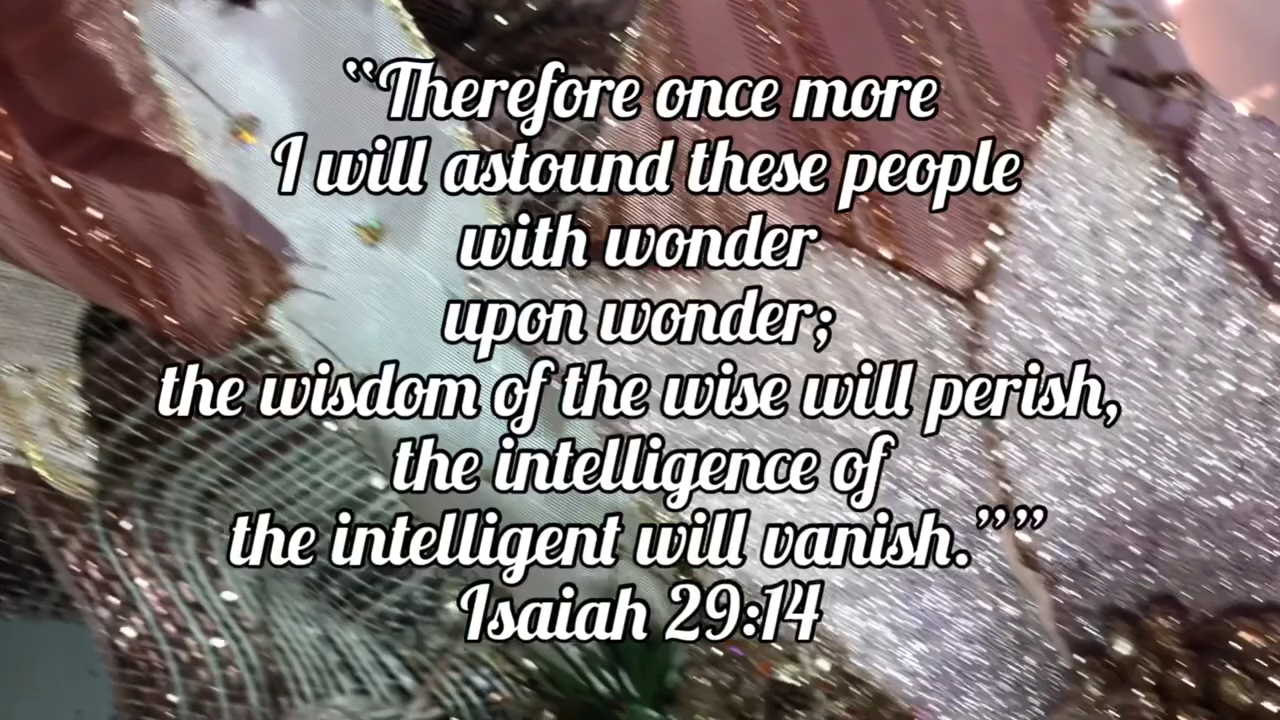 “Therefore once more
I will astound these people
with wonder
upon wonder;
the wisdom of the wise will perish,
the intelligence of
the intelligent will vanish.””
Isaiah 29:14